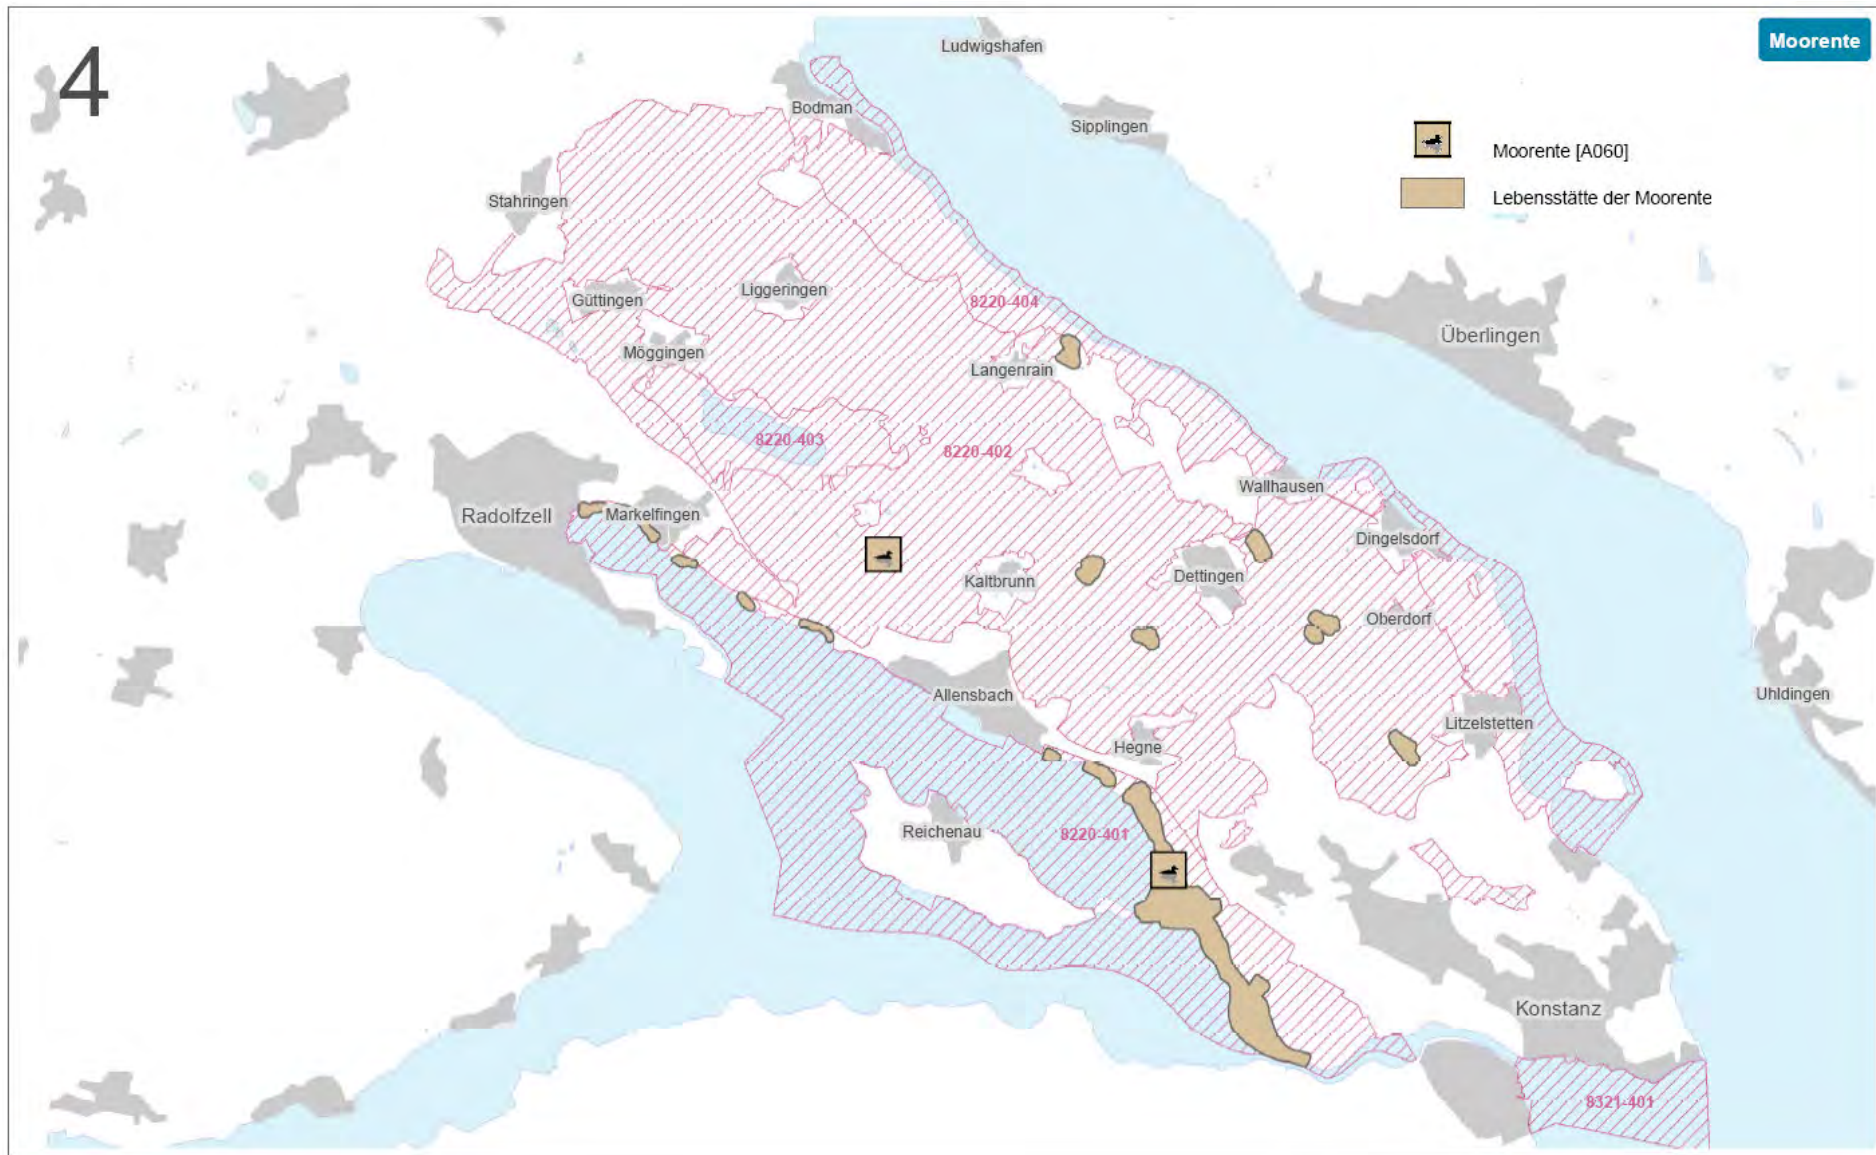 4
Moorente
Ludwigshafen
Bodman
Sipplingen
Moorente [A060]
Lebensstätte der Moorente
Stahringen
Güttingen
Liggeringen
8220-404
Überlingen
Möggingen
Langenrain
8220-403
8220-402
Wallhausen
Radolfzell
Markelfingen
Dingelsdorf
Kaltbrunn
Dettingen
Oberdorf
Allensbach
Uhldingen
Litzelstetten
Hegne
Reichenau
8220-401
Konstanz
8321-401